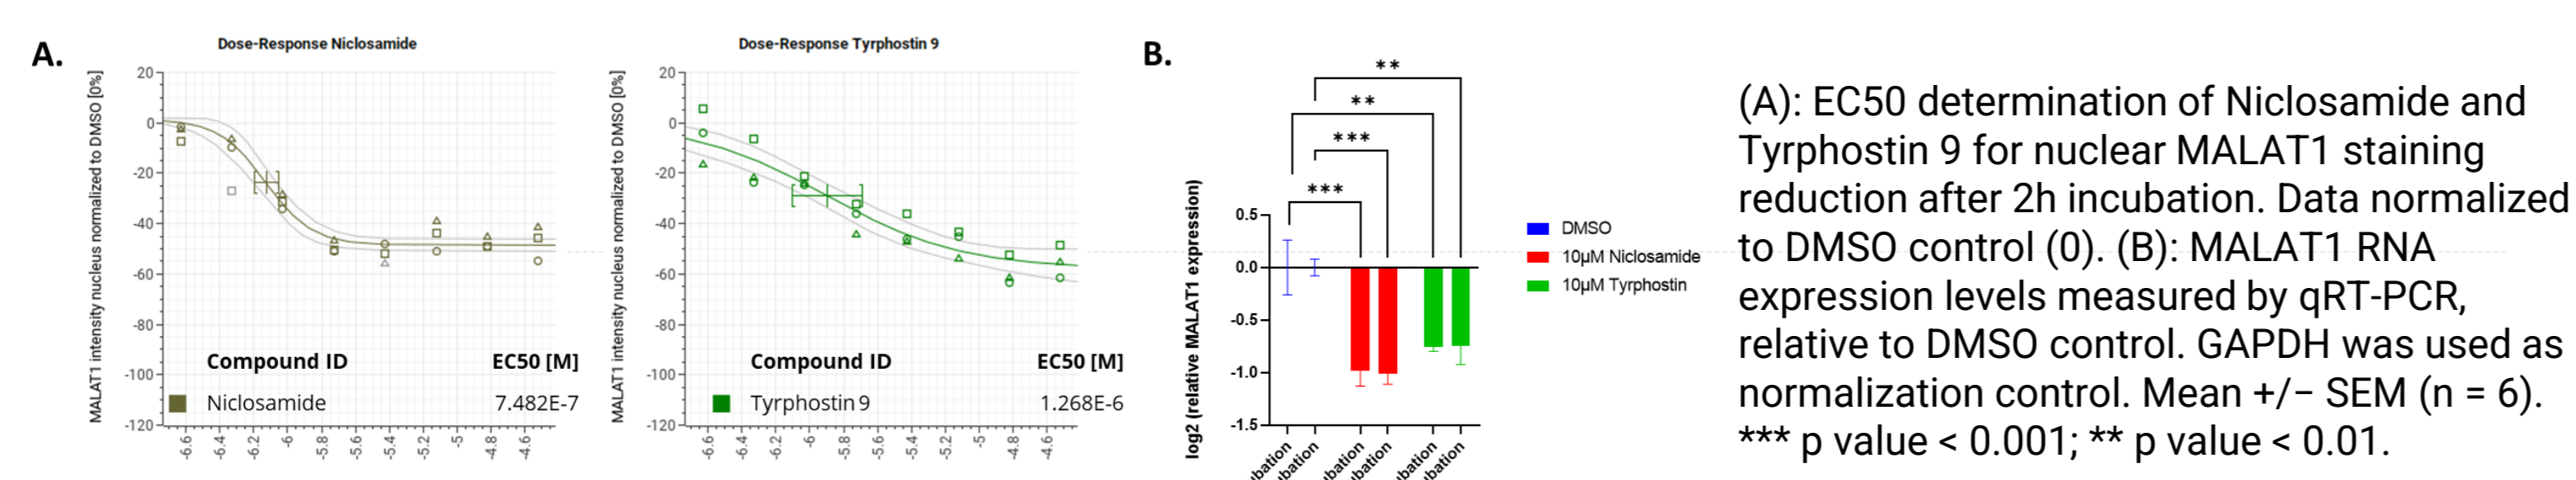 A.
Dose-Response Niclosamide
MALAT1 intensity nucleus normalized to DMSO [0%]
20
0
-20
-40
-60
-80
-100
-120
-6.6
-6.4
-6.2
-6
-5.8
-5.6
-5.4
-5.2
-5
-4.8
-4.6
Compound ID EC50 [M]
Niclosamide 7.482E-7
Dose-Response Tyrphostin 9
MALAT1 intensity nucleus normalized to DMSO [0%]
20
0
-20
-40
-60
-80
-100
-120
-6.6
-6.4
-6.2
-6
-5.8
-5.6
-5.4
-5.2
-5
-4.8
-4.6
Compound ID EC50 [M]
Tyrphostin 9 1.268E-6
B.
**
**
***
***
log2 (relative MALAT1 expression)
0.5
0.0
-0.5
-1.0
-1.5
DMSO
10µM Niclosamide
10µM Tyrphostin
(A): EC50 determination of Niclosamide and
Tyrphostin 9 for nuclear MALAT1 staining
reduction after 2h incubation. Data normalized
to DMSO control (0). (B): MALAT1 RNA
expression levels measured by qRT-PCR,
relative to DMSO control. GAPDH was used as
normalization control. Mean +/− SEM (n = 6).
*** p value < 0.001; ** p value < 0.01.